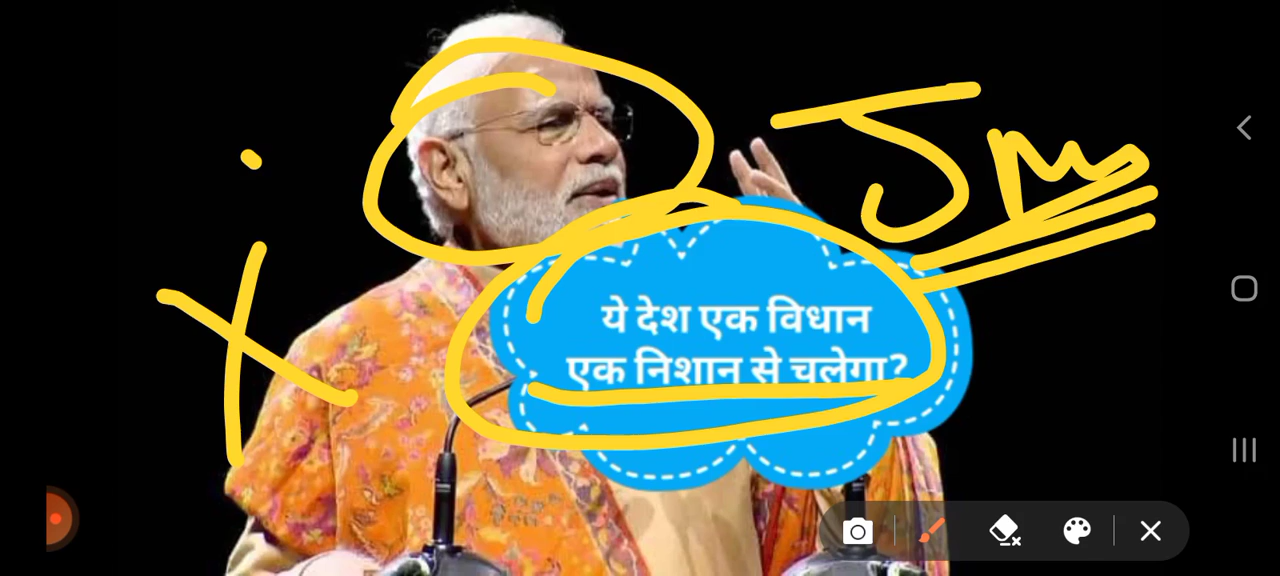 ये देश एक विधान
एक निशान से चलेगा?